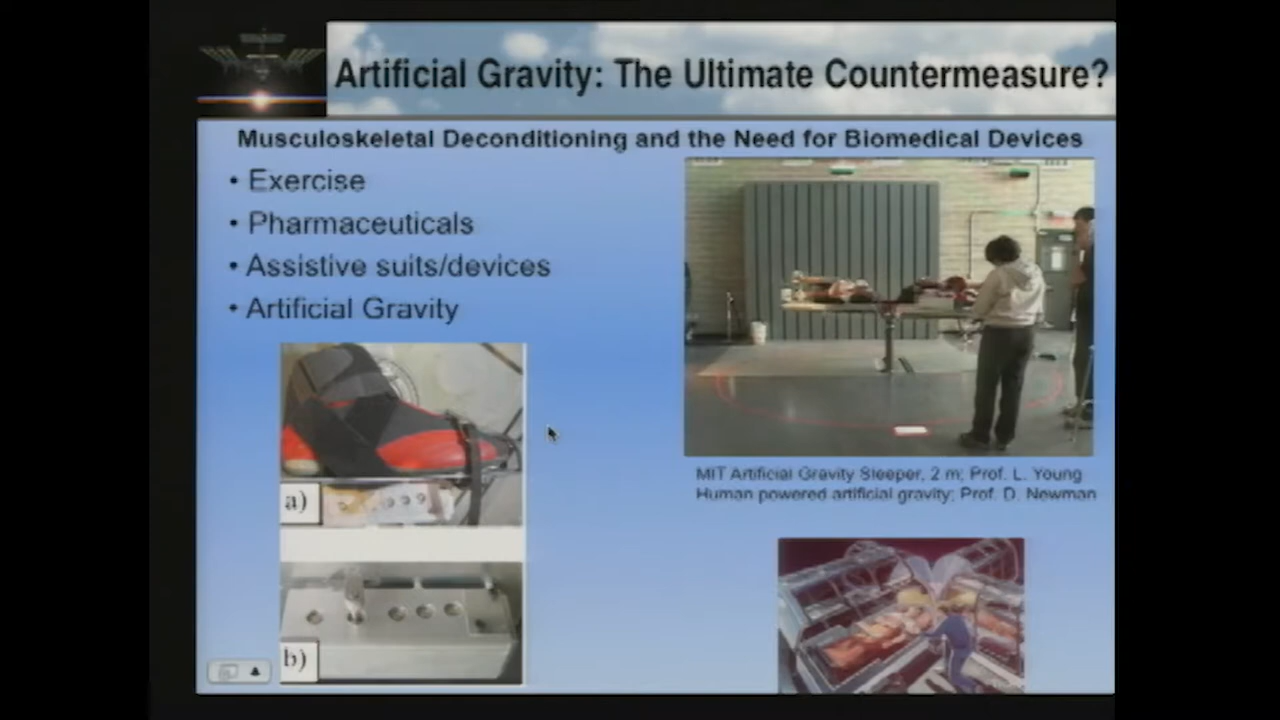 Artificial Gravity: The Ultimate Countermeasure?
Musculoskeletal Deconditioning and the Need for Biomedical Devices
• Exercise
• Pharmaceuticals
• Assistive suits/devices
• Artificial Gravity
MIT Artificial Gravity Sleeper, 2 m; Prof. L. Young
Human powered artificial gravity; Prof. D. Newman
a)
b)